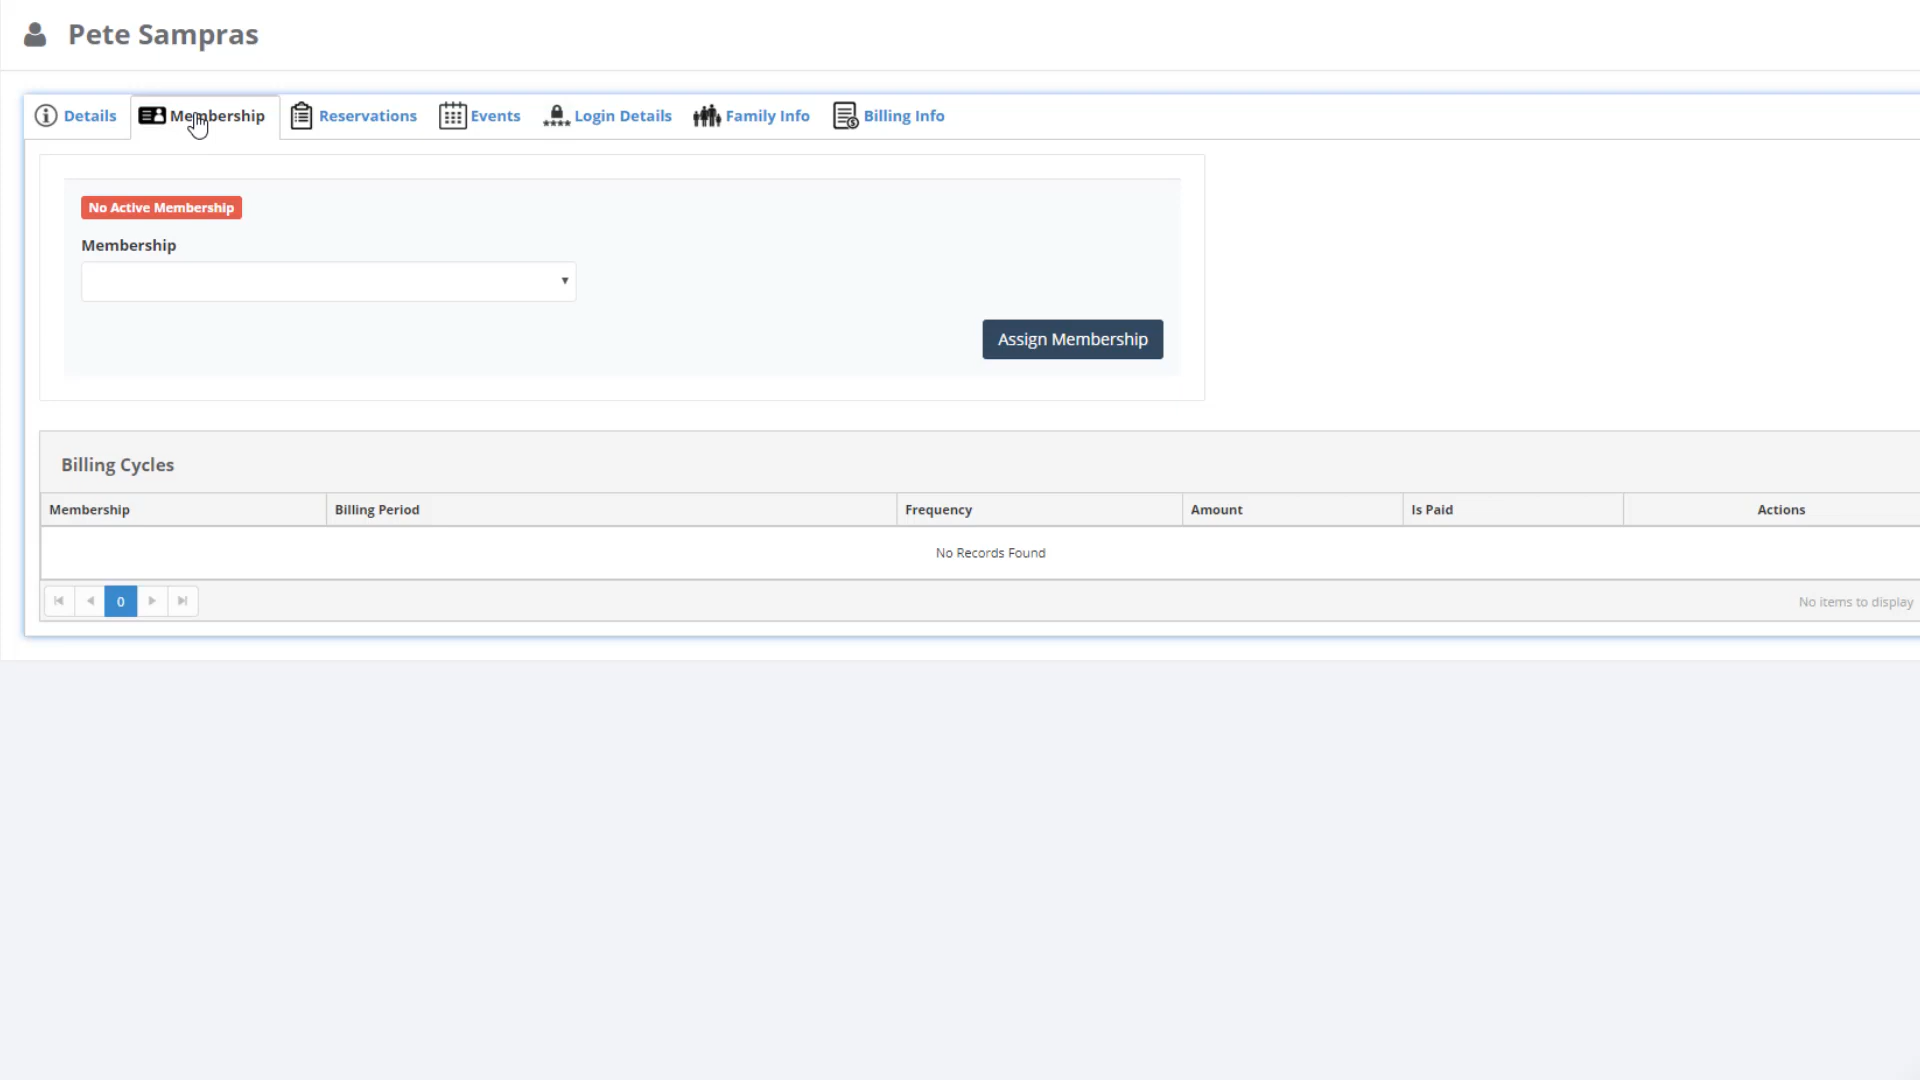 Pete Sampras
Details Membership Reservations Events Login Details Family Info Billing Info
No Active Membership
Membership
Assign Membership
Billing Cycles
Membership Billing Period Frequency Amount Is Paid Actions
No Records Found
0 No items to display